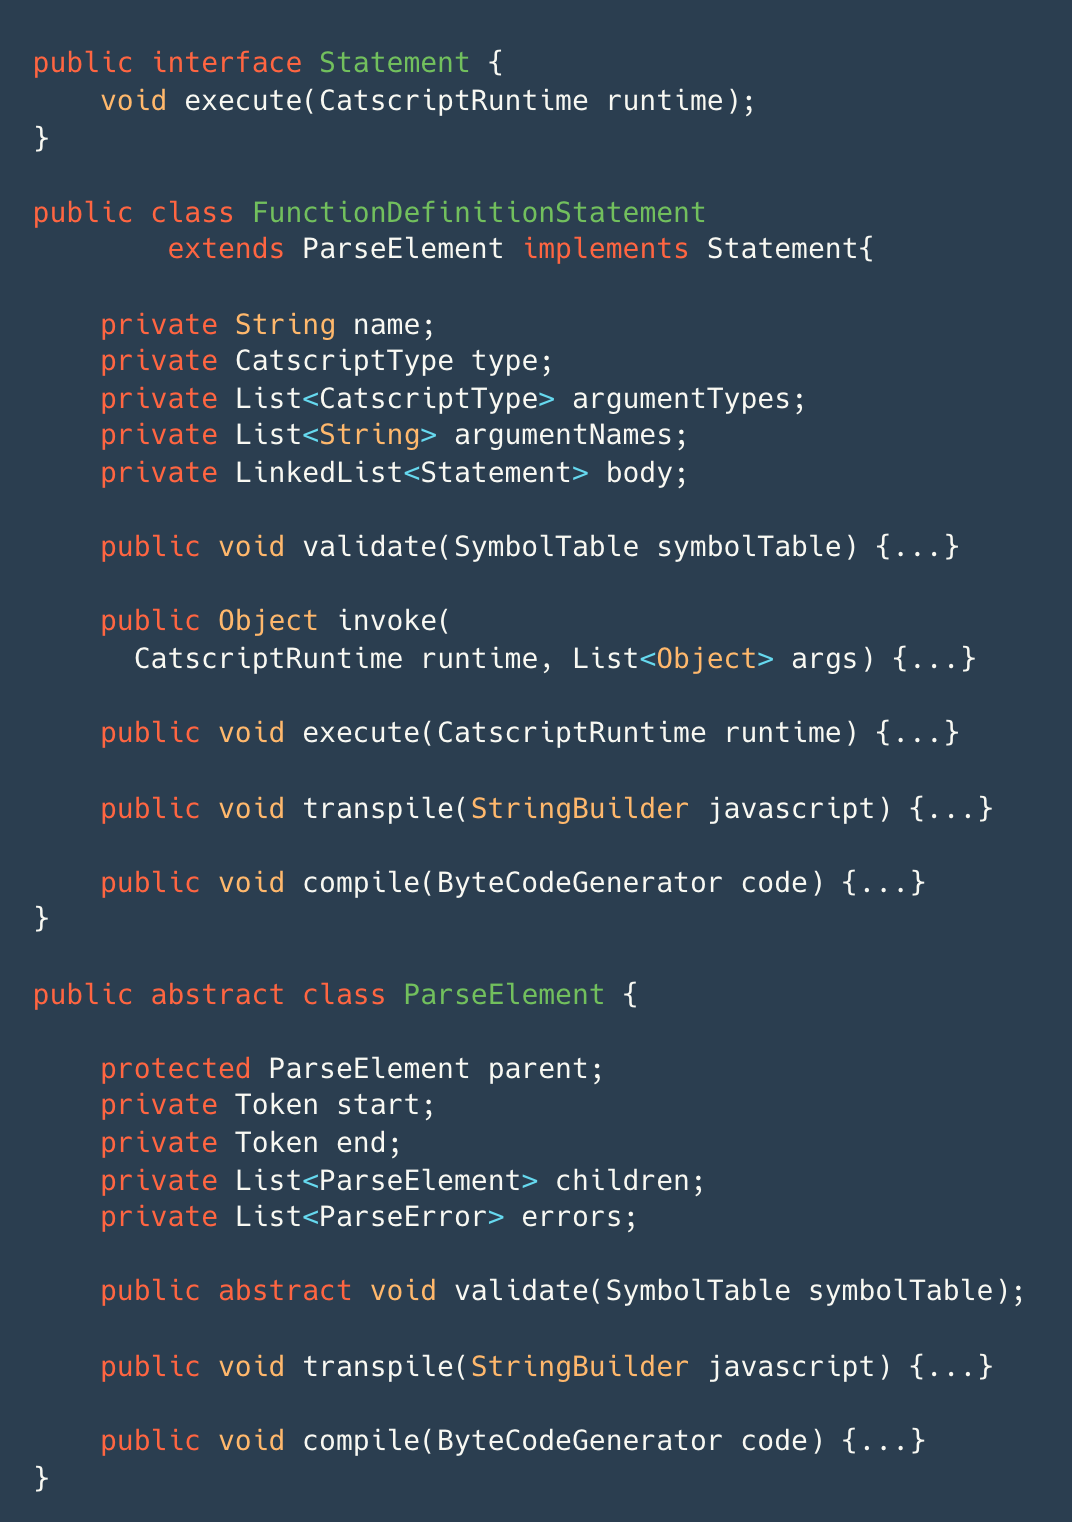 public interface Statement {
    void execute(CatscriptRuntime runtime);
}
public class FunctionDefinitionStatement
        extends ParseElement implements Statement{
    private String name;
    private CatscriptType type;
    private List<CatscriptType> argumentTypes;
    private List<String> argumentNames;
    private LinkedList<Statement> body;
    public void validate(SymbolTable symbolTable) {...}
    public Object invoke(
      CatscriptRuntime runtime, List<Object> args) {...}
    public void execute(CatscriptRuntime runtime) {...}
    public void transpile(StringBuilder javascript) {...}
    public void compile(ByteCodeGenerator code) {...}
}
public abstract class ParseElement {
    protected ParseElement parent;
    private Token start;
    private Token end;
    private List<ParseElement> children;
    private List<ParseError> errors;
    public abstract void validate(SymbolTable symbolTable);
    public void transpile(StringBuilder javascript) {...}
    public void compile(ByteCodeGenerator code) {...}
}